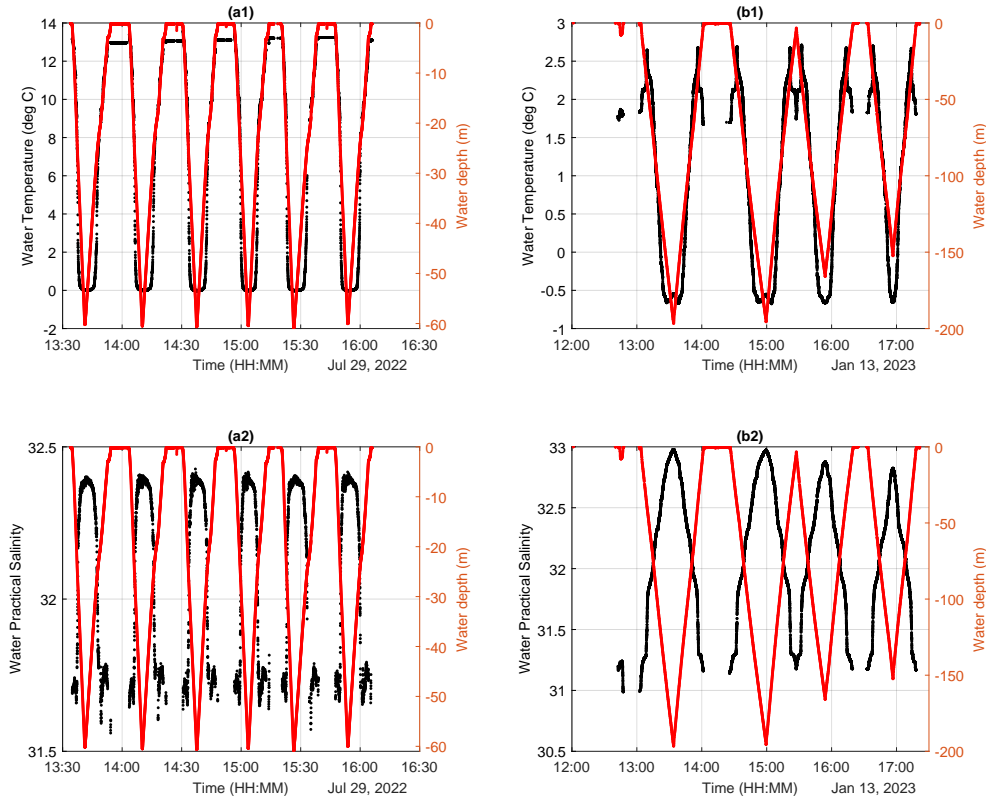 (a1)
14
12
10
8
6
4
2
0
-2
Water Temperature (deg C)
0
-10
-20
-30
-40
-50
-60
Water depth (m)
13:30 14:00 14:30 15:00 15:30 16:00 16:30
Time (HH:MM) Jul 29, 2022
(b1)
3
2.5
2
1.5
1
0.5
0
-0.5
-1
Water Temperature (deg C)
0
-50
-100
-150
-200
Water depth (m)
12:00 13:00 14:00 15:00 16:00 17:00
Time (HH:MM) Jan 13, 2023
(a2)
32.5
32
31.5
Water Practical Salinity
0
-10
-20
-30
-40
-50
-60
Water depth (m)
13:30 14:00 14:30 15:00 15:30 16:00 16:30
Time (HH:MM) Jul 29, 2022
(b2)
33
32.5
32
31.5
31
30.5
Water Practical Salinity
0
-50
-100
-150
-200
Water depth (m)
12:00 13:00 14:00 15:00 16:00 17:00
Time (HH:MM) Jan 13, 2023